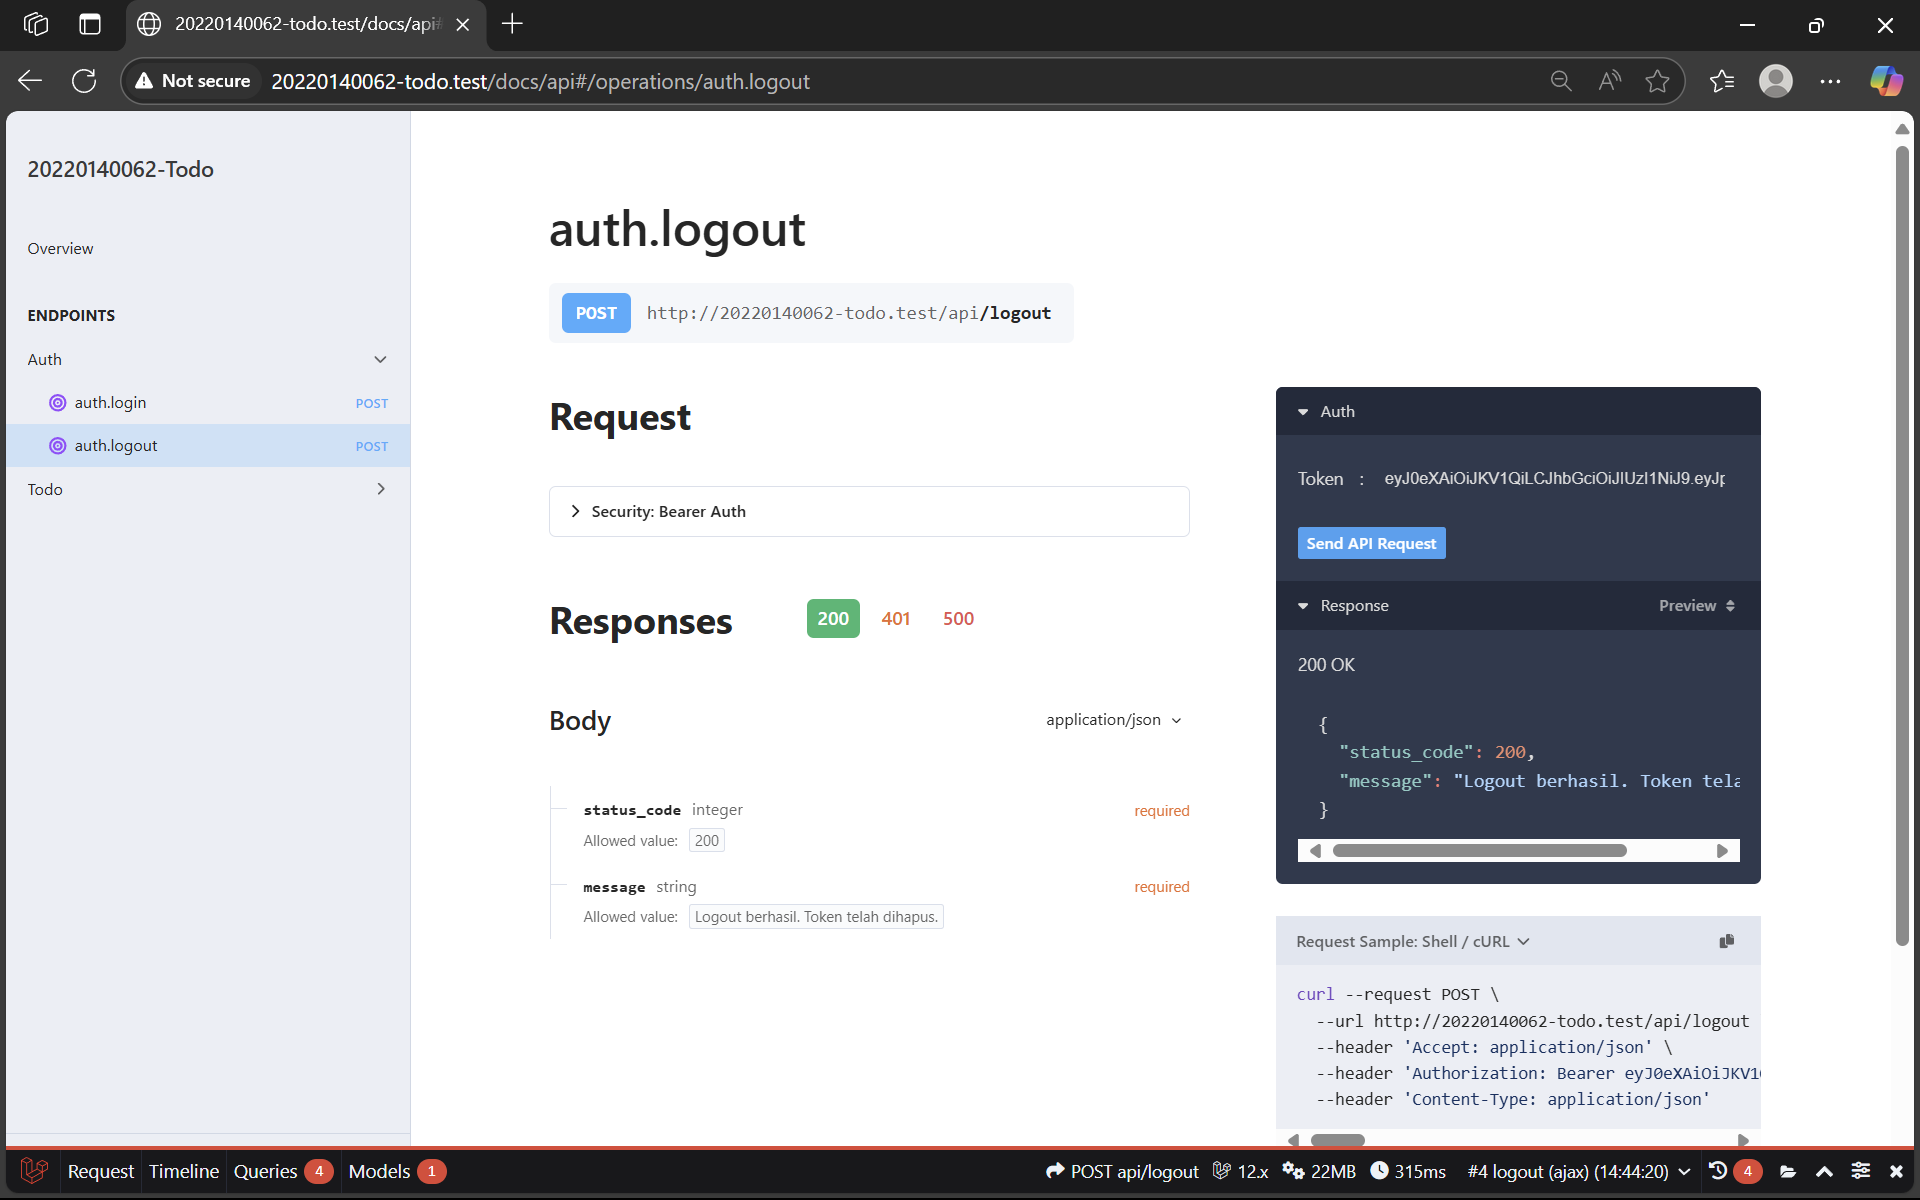 20220140062-todo.test/docs/api#
Not secure
20220140062-todo.test/docs/api#/operations/auth.logout
20220140062-Todo
Overview
ENDPOINTS
Auth
auth.login POST
auth.logout POST
Todo
auth.logout
POST http://20220140062-todo.test/api/logout
Request
Security: Bearer Auth
Responses 200 401 500
Body application/json
status_code integer required
Allowed value: 200
message string required
Allowed value: Logout berhasil. Token telah dihapus.
Auth
Token : eyJ0eXAiOiJKV1QiLCJhbGciOiJIUzI1NiJ9.eyJp
Send API Request
Response Preview
200 OK
{
"status_code": 200,
"message": "Logout berhasil. Token tela
}
Request Sample: Shell / cURL
curl --request POST \
--url http://20220140062-todo.test/api/logout
--header 'Accept: application/json' \
--header 'Authorization: Bearer eyJ0eXAiOiJKV1
--header 'Content-Type: application/json'
Request Timeline Queries 4 Models 1 POST api/logout 12.x 22MB 315ms #4 logout (ajax) (14:44:20) 4